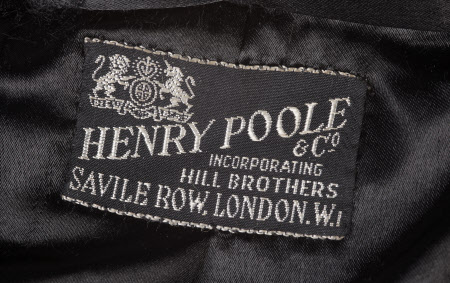 HENRY POOLE
& Cº
INCORPORATING
HILL BROTHERS
SAVILE ROW, LONDON. W.1